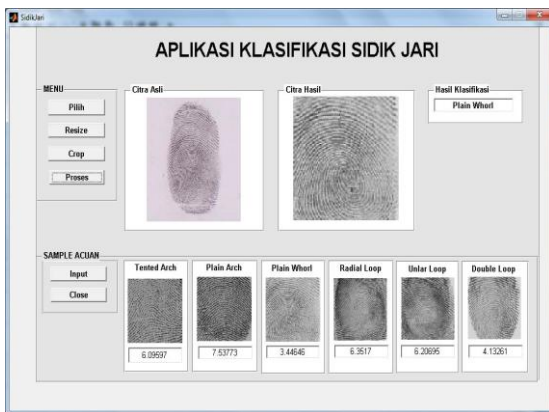 SidikJari
APLIKASI KLASIFIKASI SIDIK JARI
MENU
Pilih
Resize
Crop
Proses
Citra Asli
Citra Hasil
Hasil Klasifikasi
Plain Whorl
SAMPLE ACUAN
Input
Close
Tented Arch
Plain Arch
Plain Whorl
Radial Loop
Unlar Loop
Double Loop
6.09597
7.53773
3.44646
6.3517
6.20695
4.13261